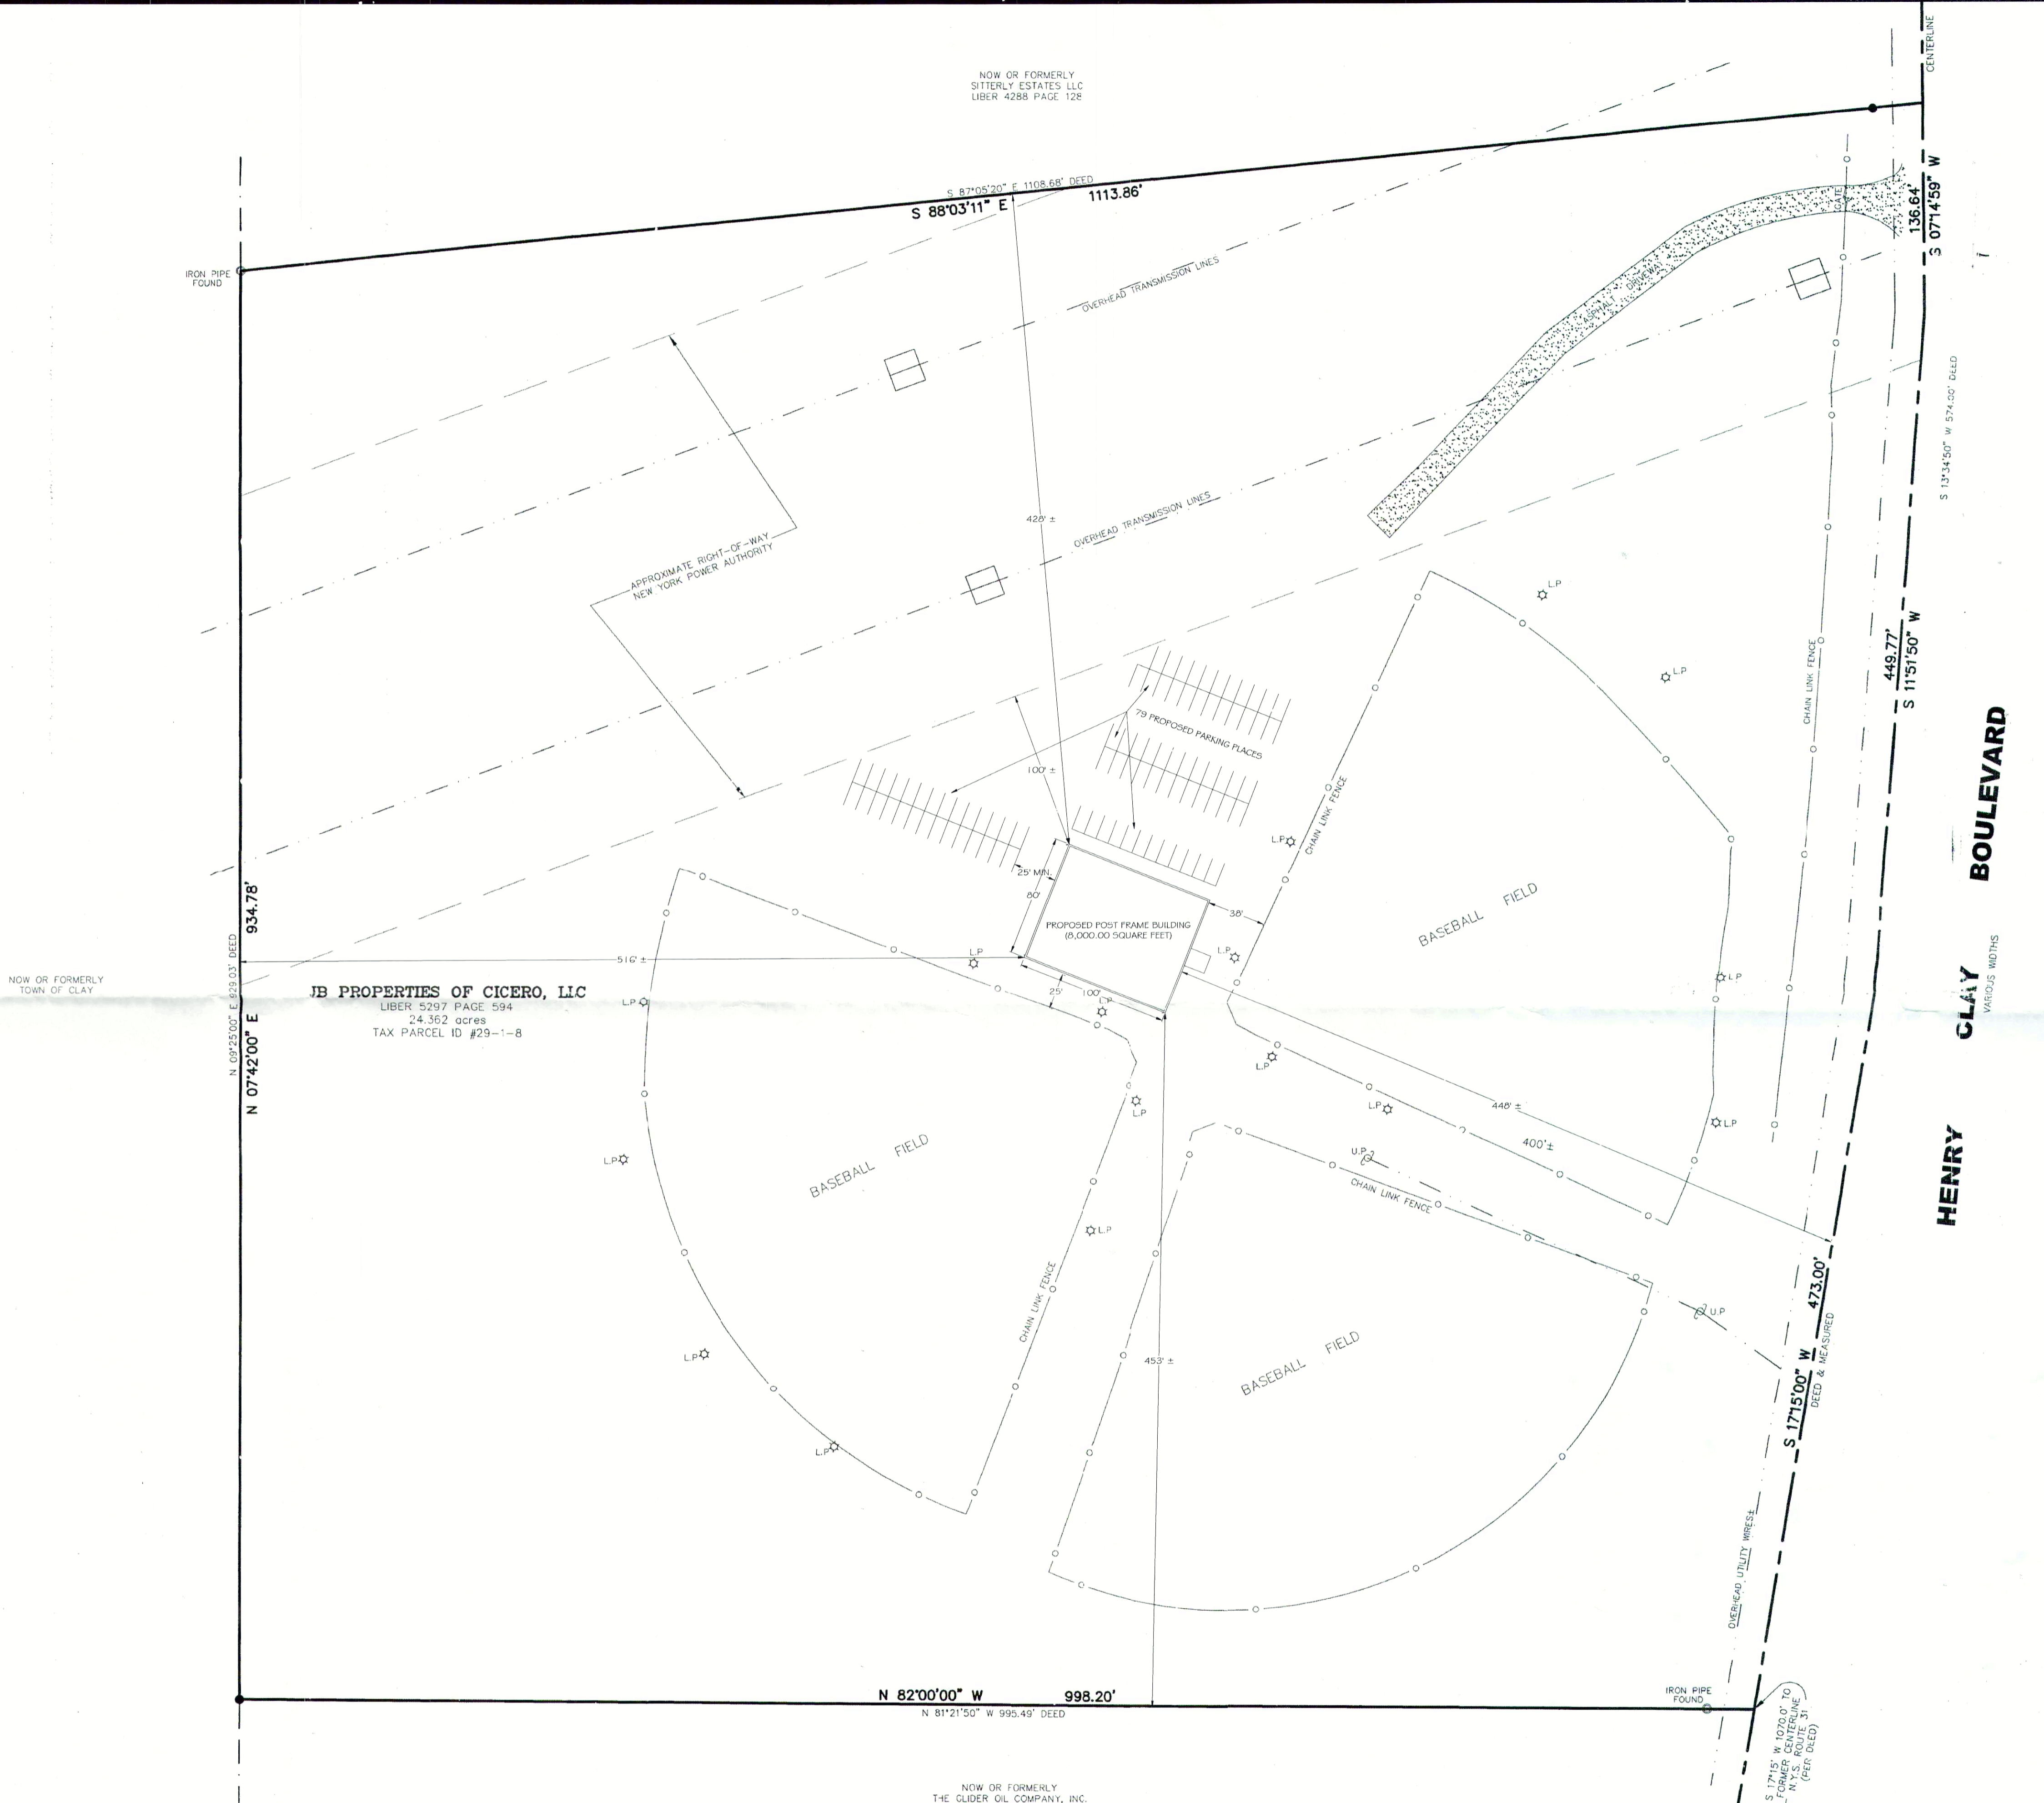 CENTERLINE
NOW OR FORMERLY
SITTERLY ESTATES LLC
LIBER 4288 PAGE 128
S 87°05'20" E 1108.68' DEED
S 88°03'11" E 1113.86'
136.64'
S 07°14'59" W
GATE
IRON PIPE
FOUND
OVERHEAD TRANSMISSION LINES
ASPHALT DRIVEWAY
S 13°34'50" W 574.00' DEED
428' ±
OVERHEAD TRANSMISSION LINES
APPROXIMATE RIGHT-OF-WAY
NEW YORK POWER AUTHORITY
L.P
L.P
CHAIN LINK FENCE
449.77'
S 11°51'50" W
79 PROPOSED PARKING PLACES
100' ±
CHAIN LINK FENCE
L.P
HENRY CLAY BOULEVARD
VARIOUS WIDTHS
25' MIN.
80'
38'
PROPOSED POST FRAME BUILDING
(8,000.00 SQUARE FEET)
BASEBALL FIELD
934.78'
N 07°42'00" E
N 09°25'00" E 929.03' DEED
516' ±
L.P
L.P
L.P
NOW OR FORMERLY
TOWN OF CLAY
JB PROPERTIES OF CICERO, LLC
LIBER 5297 PAGE 594
24.362 acres
TAX PARCEL ID #29-1-8
L.P
25'
100'
L.P
L.P
L.P
L.P
L.P
448' ±
400'±
BASEBALL FIELD
L.P
U.P
CHAIN LINK FENCE
L.P
CHAIN LINK FENCE
U.P
473.00'
S 17°15'00" W
DEED & MEASURED
L.P
L.P
453' ±
BASEBALL FIELD
OVERHEAD UTILITY WIRES±
N 82°00'00" W 998.20'
N 81°21'50" W 995.49' DEED
IRON PIPE
FOUND
S 17°15' W 1070.0' TO
FORMER CENTERLINE
N.Y.S. ROUTE 31
(PER DEED)
NOW OR FORMERLY
THE GLIDER OIL COMPANY, INC.